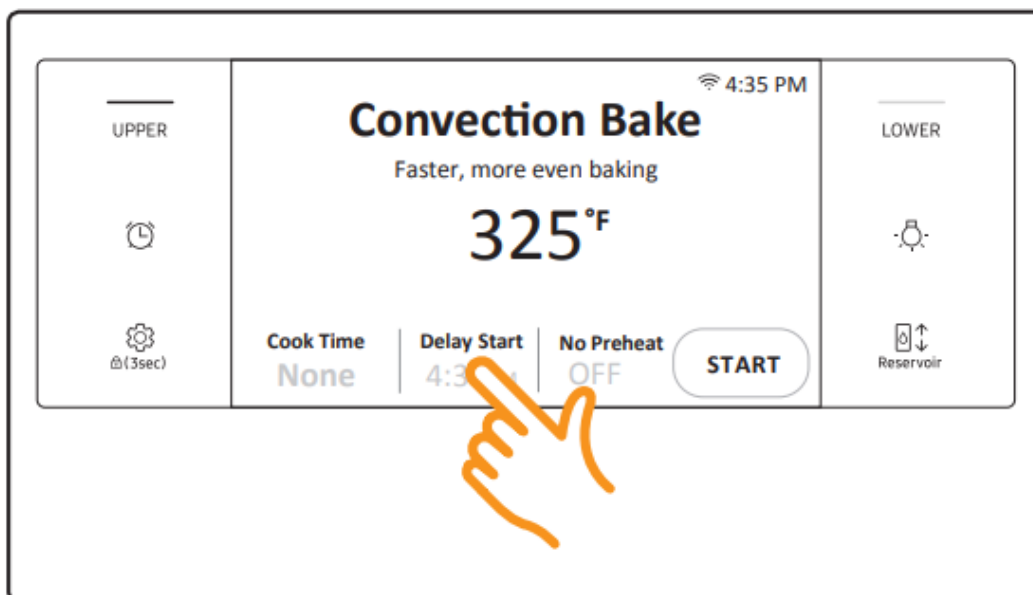 4:35 PM
UPPER
Convection Bake
LOWER
Faster, more even baking
325°F
(3sec)
Cook Time
None
Delay Start
No Preheat
OFF
START
Reservoir